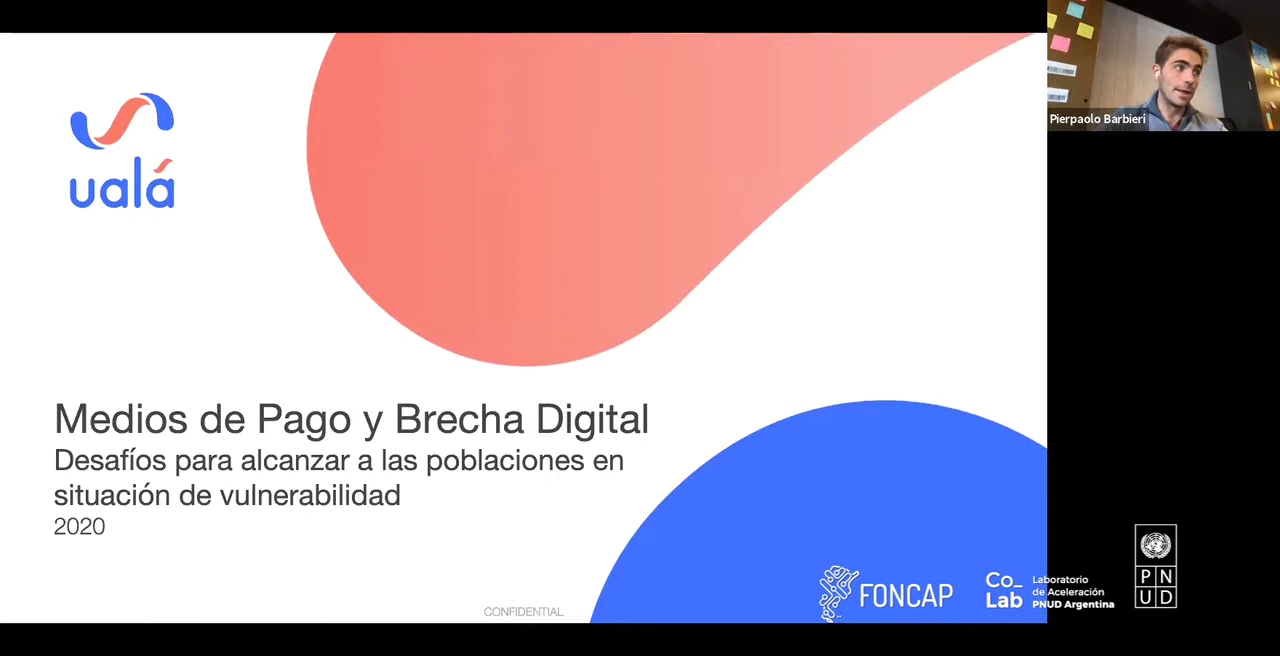 ualá
Pierpaolo Barbieri
Medios de Pago y Brecha Digital
Desafíos para alcanzar a las poblaciones en
situación de vulnerabilidad
2020
CONFIDENTIAL
FONCAP
Co_
Lab
Laboratorio
de Aceleración
PNUD Argentina
P N
U D